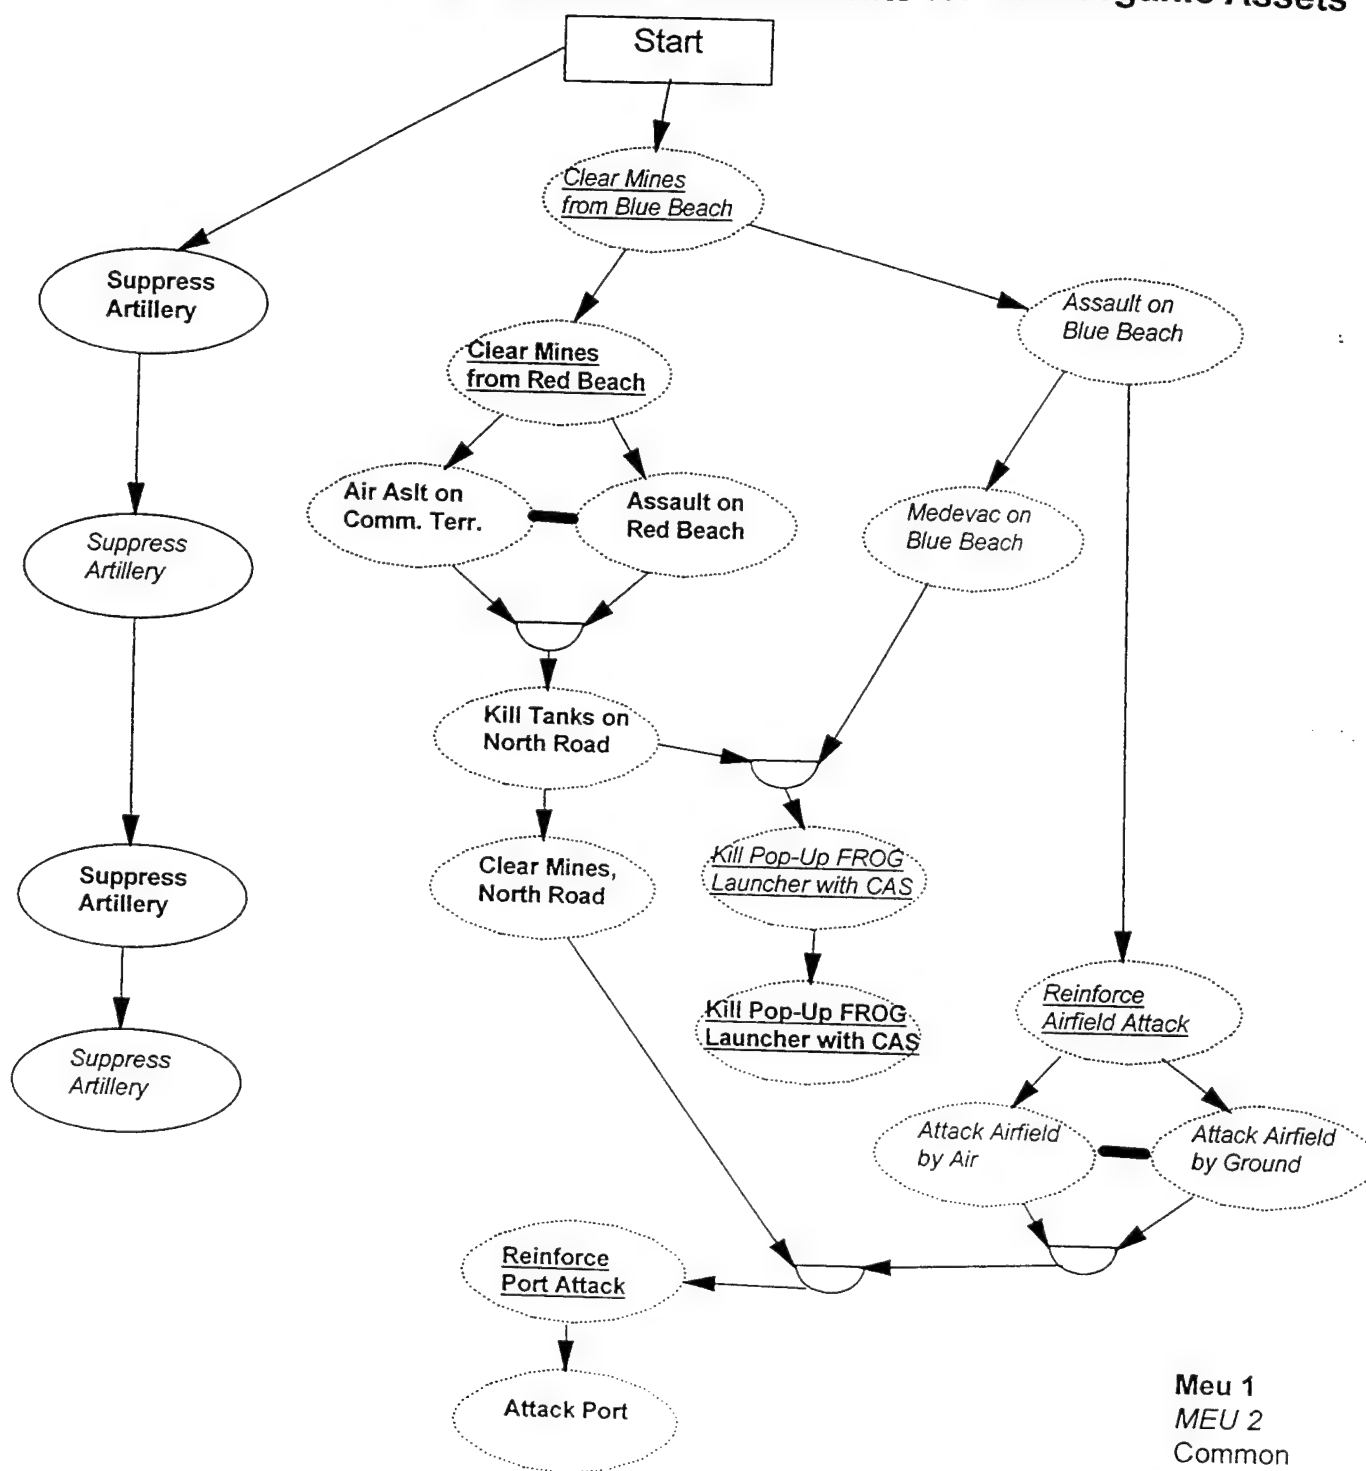 Organic Assets
Start
Clear Mines
from Blue Beach
Suppress
Artillery
Assault on
Blue Beach
Clear Mines
from Red Beach
Air Aslt on
Comm. Terr.
Assault on
Red Beach
Medevac on
Blue Beach
Suppress
Artillery
Kill Tanks on
North Road
Clear Mines,
North Road
Kill Pop-Up FROG
Launcher with CAS
Suppress
Artillery
Kill Pop-Up FROG
Launcher with CAS
Reinforce
Airfield Attack
Suppress
Artillery
Attack Airfield
by Air
Attack Airfield
by Ground
Reinforce
Port Attack
Attack Port
Meu 1
MEU 2
Common